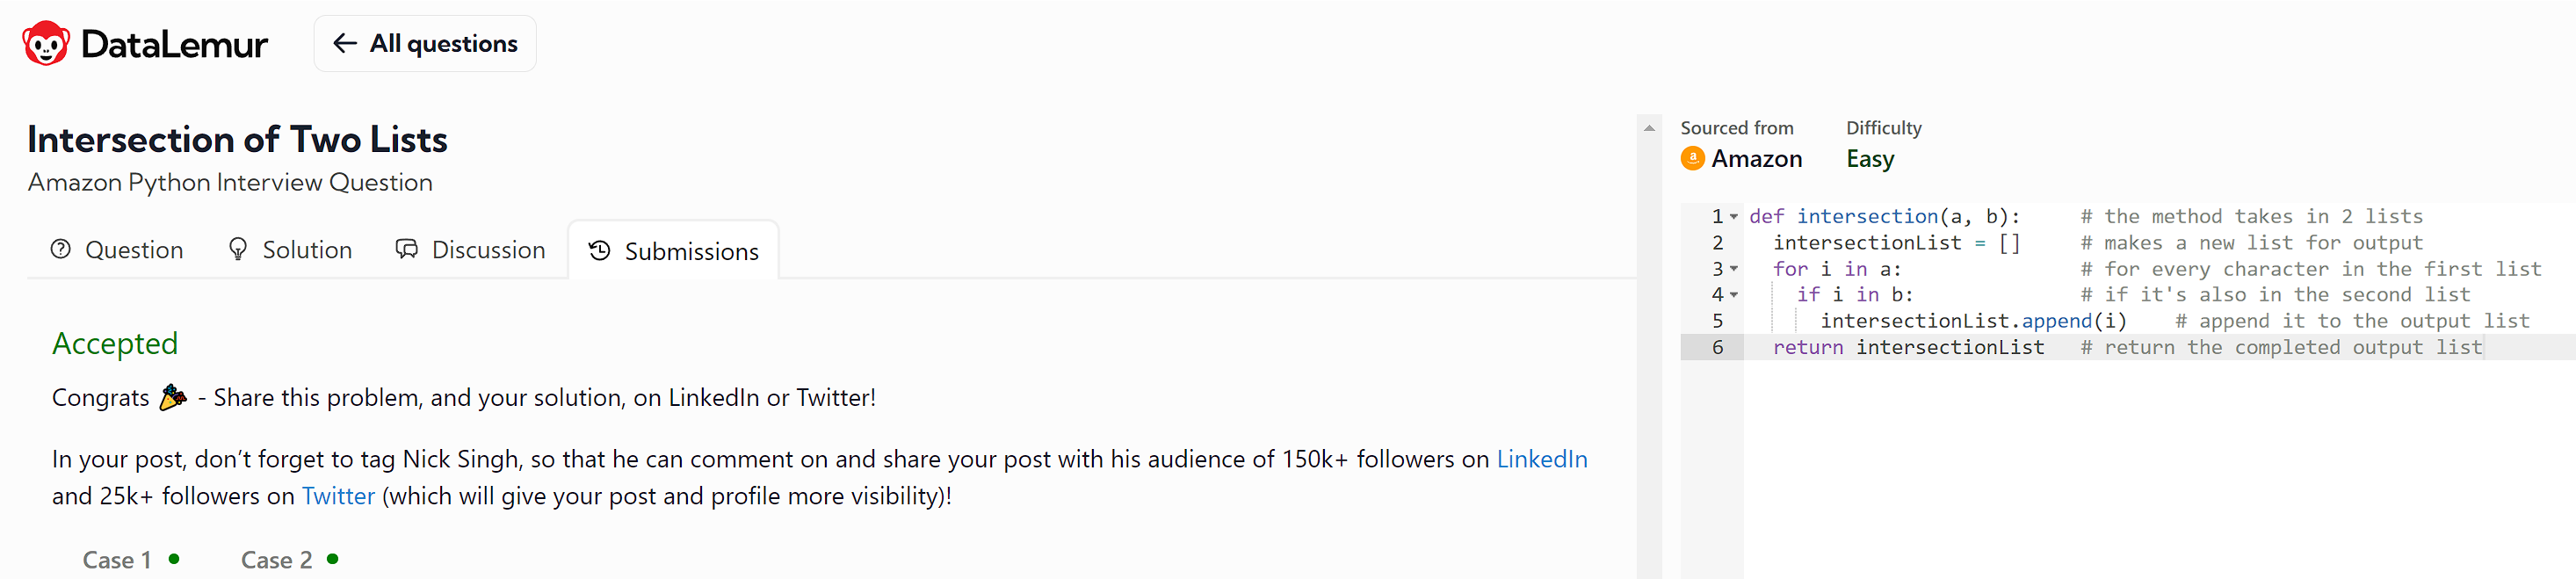 DataLemur
← All questions
Intersection of Two Lists
Amazon Python Interview Question
Question
Solution
Discussion
Submissions
Accepted
Congrats 🎉 - Share this problem, and your solution, on LinkedIn or Twitter!
In your post, don’t forget to tag Nick Singh, so that he can comment on and share your post with his audience of 150k+ followers on LinkedIn
and 25k+ followers on Twitter (which will give your post and profile more visibility)!
Case 1
Case 2
Sourced from
Difficulty
a Amazon
Easy
1 def intersection(a, b):     # the method takes in 2 lists
2   intersectionList = []     # makes a new list for output
3   for i in a:               # for every character in the first list
4     if i in b:              # if it's also in the second list
5       intersectionList.append(i)    # append it to the output list
6   return intersectionList   # return the completed output list